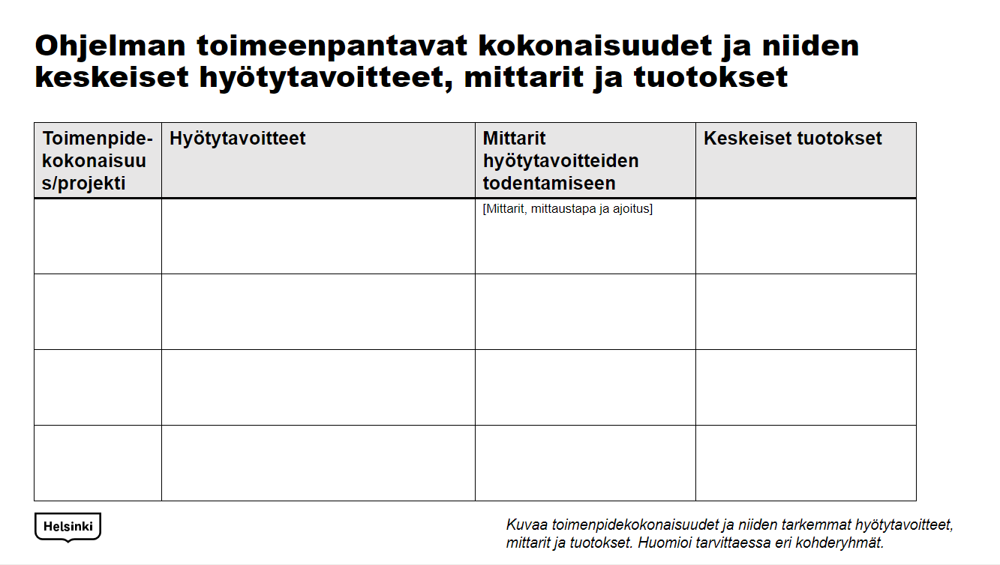 Ohjelman toimeenpantavat kokonaisuudet ja niiden
keskeiset hyötytavoitteet, mittarit ja tuotokset
Toimenpide-
kokonaisuu
s/projekti
Hyötytavoitteet
Mittarit
hyötytavoitteiden
todentamiseen
Keskeiset tuotokset
[Mittarit, mittaustapa ja ajoitus]
Helsinki
Kuvaa toimenpidekokonaisuudet ja niiden tarkemmat hyötytavoitteet,
mittarit ja tuotokset. Huomioi tarvittaessa eri kohderyhmät.